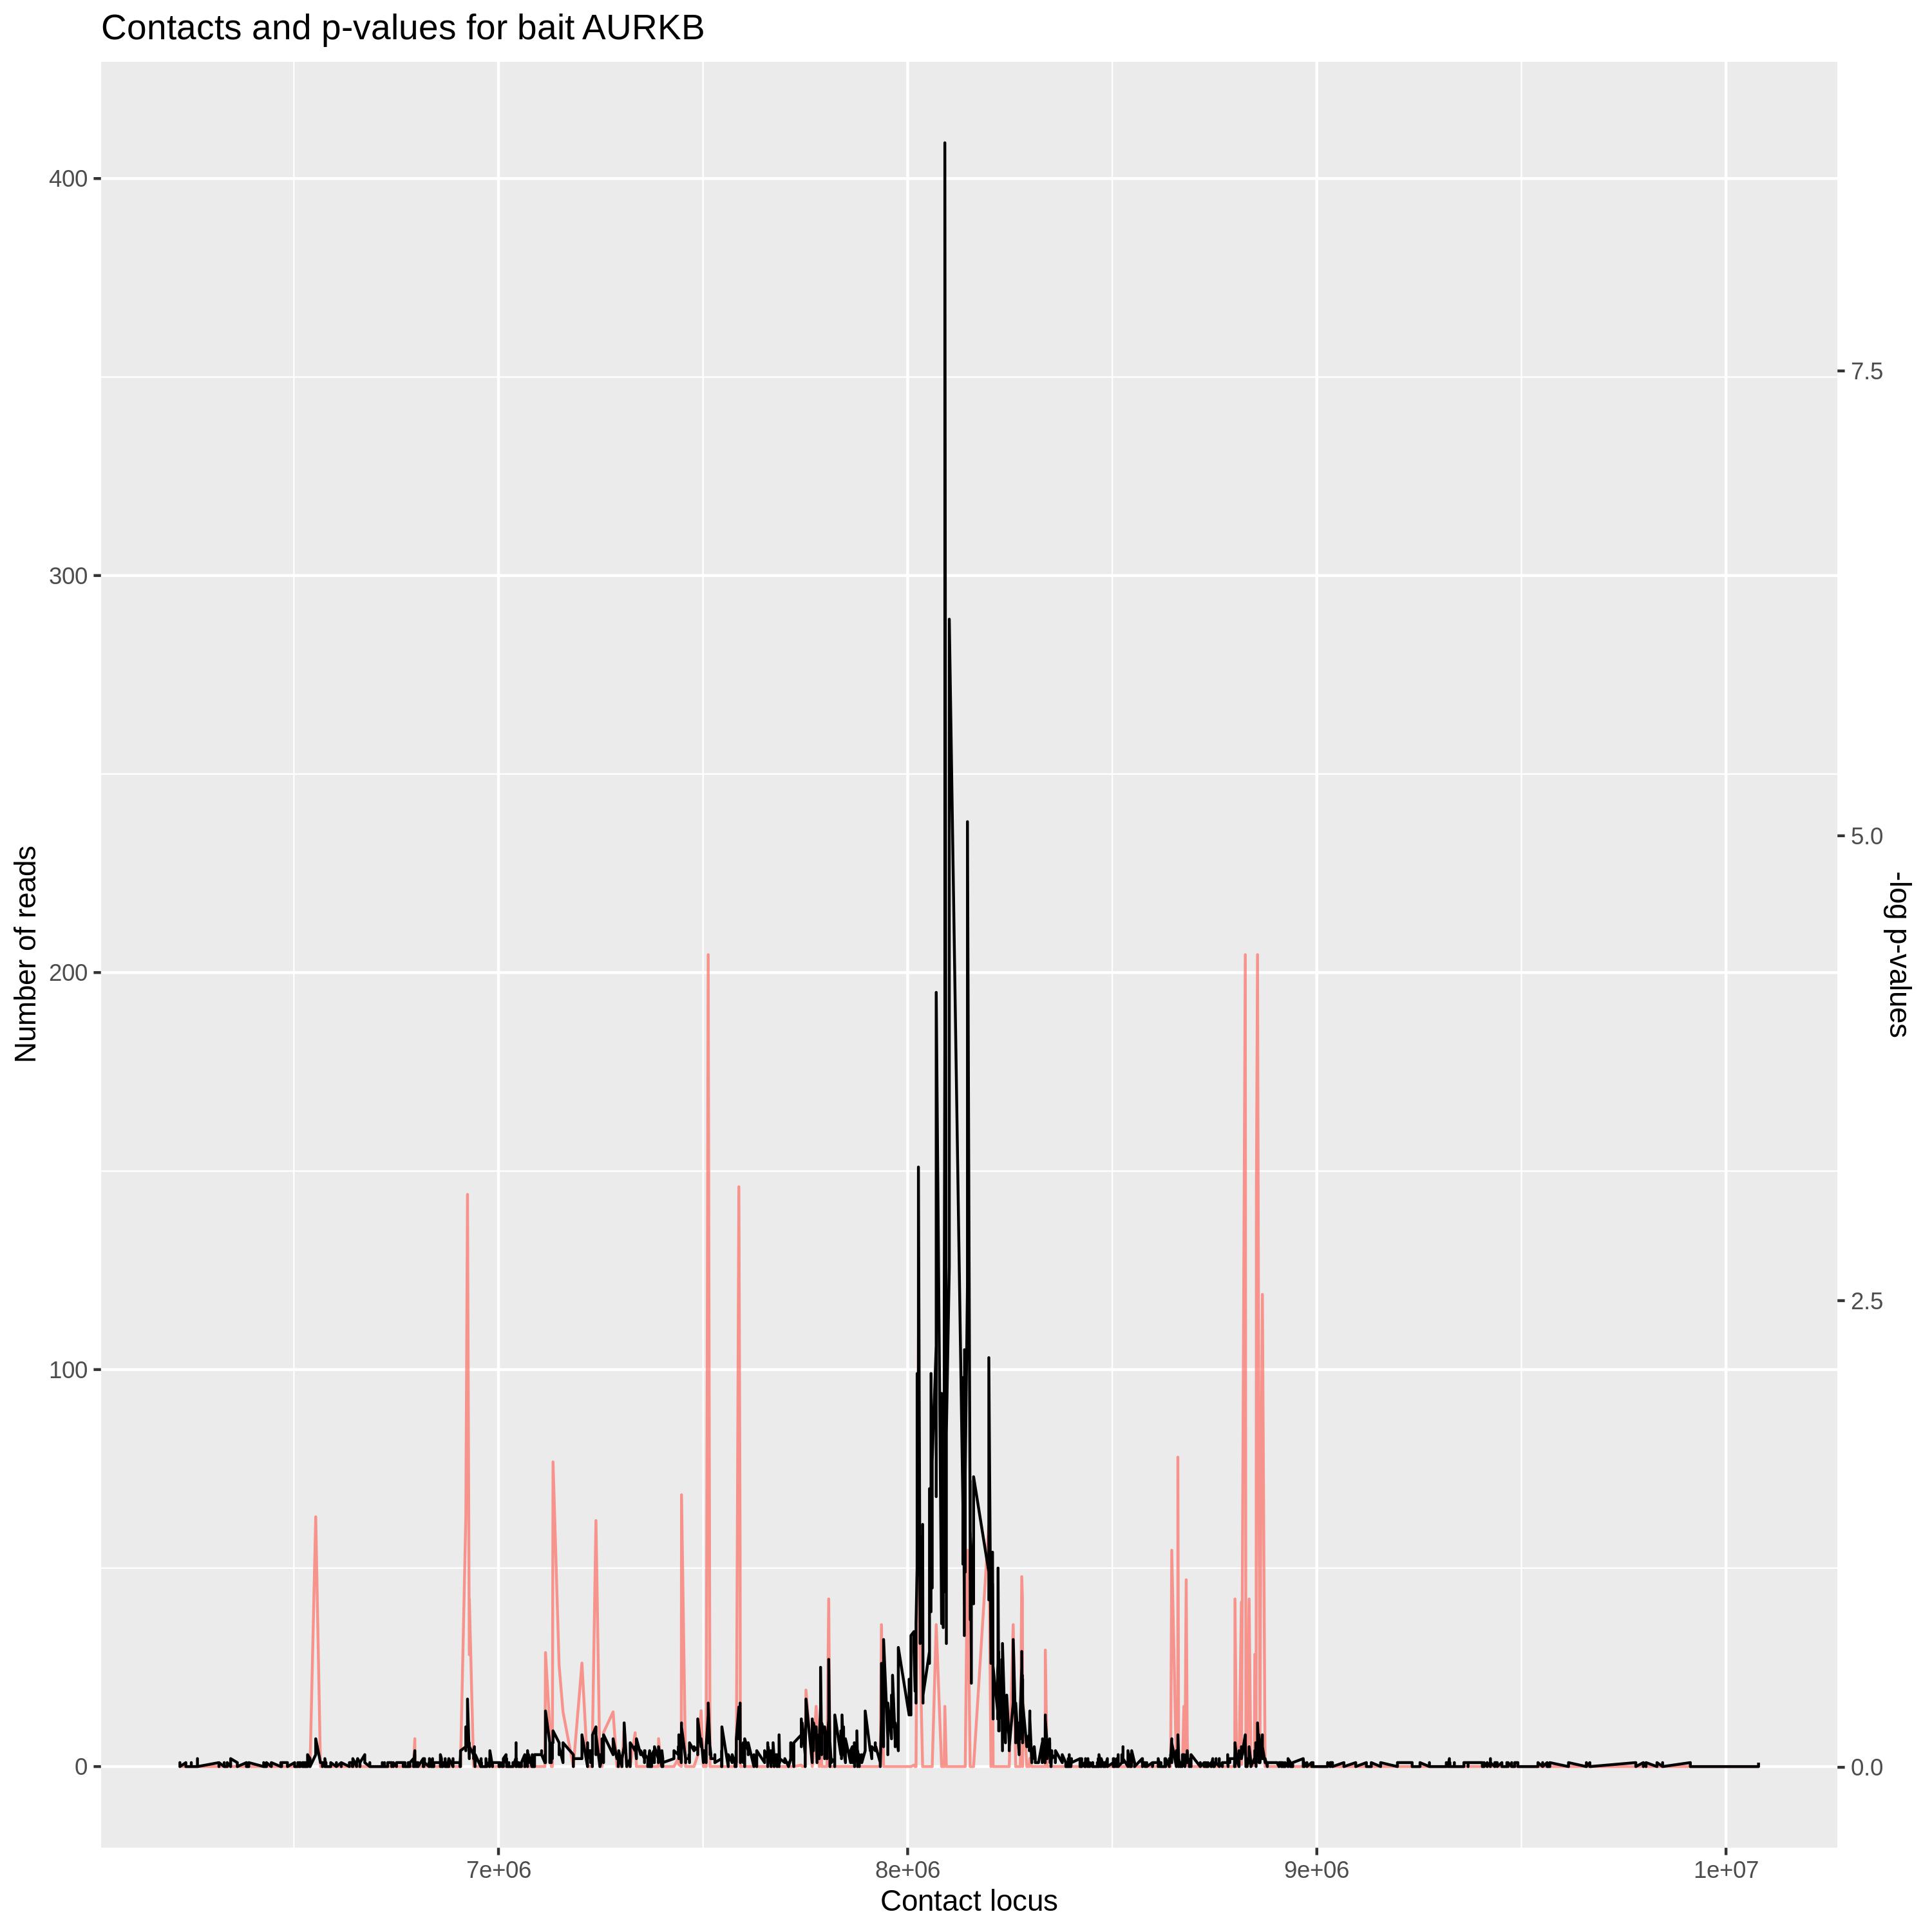 Contacts and p-values for bait AURKB
400
300
200
100
0
Number of reads
7.5
5.0
2.5
0.0
-log p-values
7e+06 8e+06 9e+06 1e+07
Contact locus